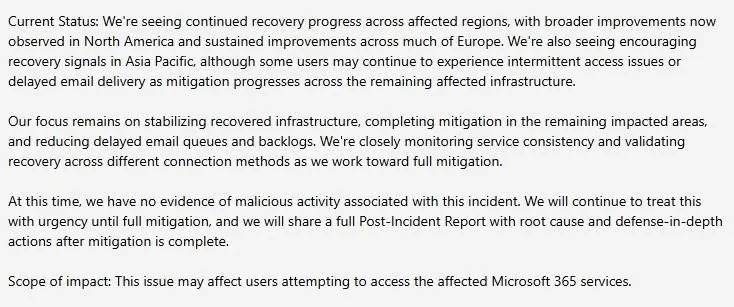 Current Status: We're seeing continued recovery progress across affected regions, with broader improvements now
observed in North America and sustained improvements across much of Europe. We're also seeing encouraging
recovery signals in Asia Pacific, although some users may continue to experience intermittent access issues or
delayed email delivery as mitigation progresses across the remaining affected infrastructure.
Our focus remains on stabilizing recovered infrastructure, completing mitigation in the remaining impacted areas,
and reducing delayed email queues and backlogs. We're closely monitoring service consistency and validating
recovery across different connection methods as we work toward full mitigation.
At this time, we have no evidence of malicious activity associated with this incident. We will continue to treat this
with urgency until full mitigation, and we will share a full Post-Incident Report with root cause and defense-in-depth
actions after mitigation is complete.
Scope of impact: This issue may affect users attempting to access the affected Microsoft 365 services.